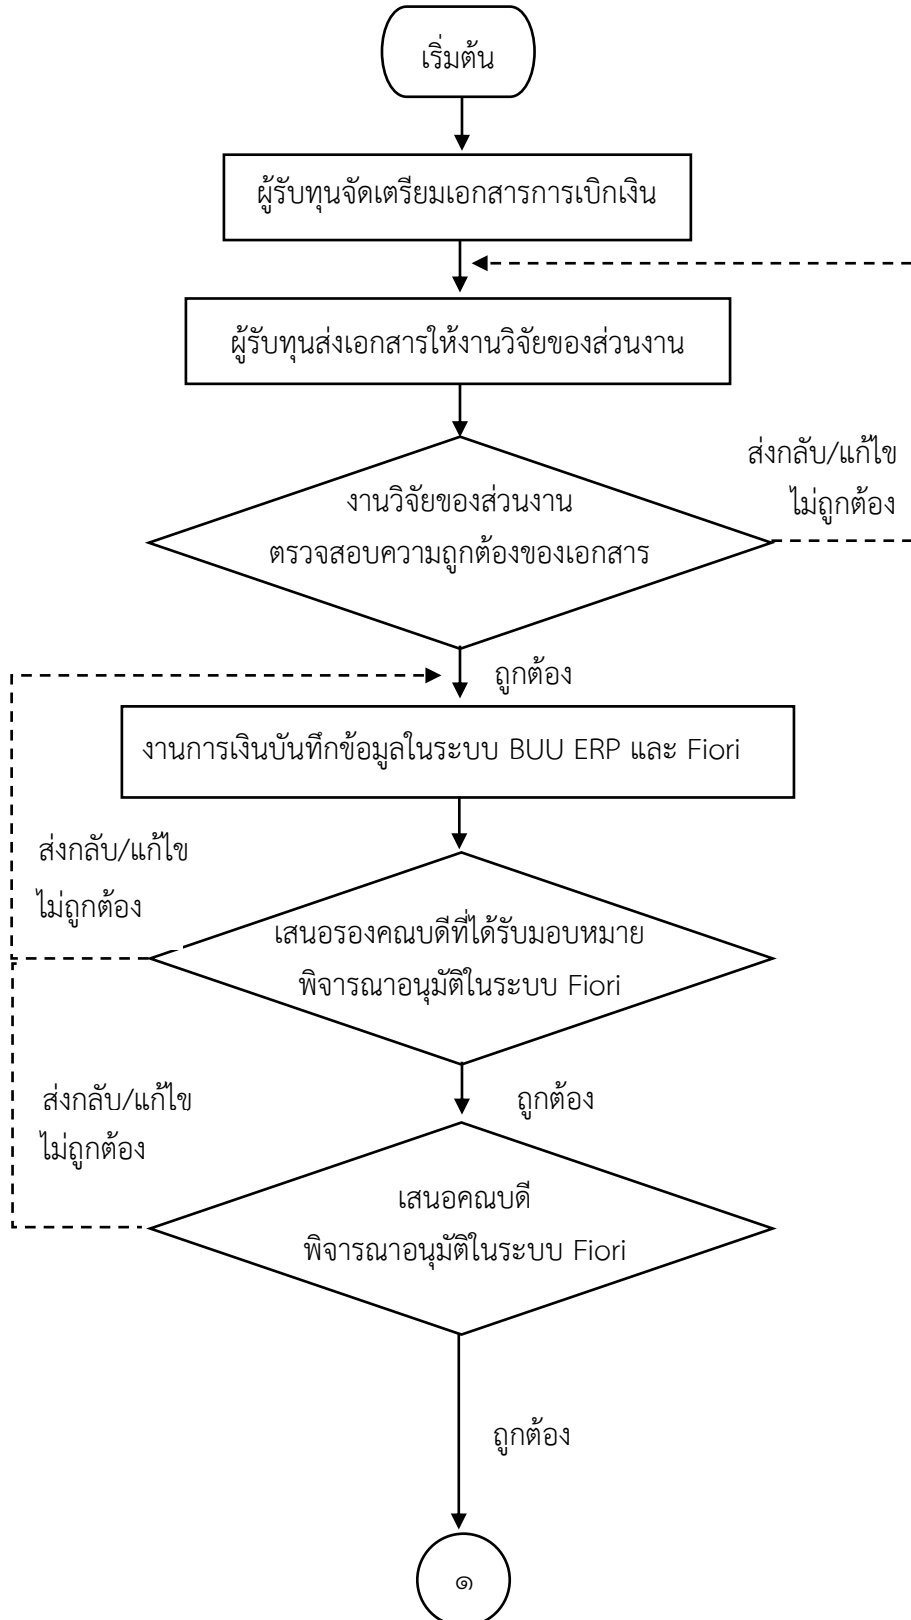 เริ่มต้น
ผู้รับทุนจัดเตรียมเอกสารการเบิกเงิน
ผู้รับทุนส่งเอกสารให้งานวิจัยของส่วนงาน
ส่งกลับ/แก้ไข
ไม่ถูกต้อง
งานวิจัยของส่วนงาน
ตรวจสอบความถูกต้องของเอกสาร
ถูกต้อง
งานการเงินบันทึกข้อมูลในระบบ BUU ERP และ Fiori
ส่งกลับ/แก้ไข
ไม่ถูกต้อง
เสนอรองคณบดีที่ได้รับมอบหมาย
พิจารณาอนุมัติในระบบ Fiori
ส่งกลับ/แก้ไข
ไม่ถูกต้อง
ถูกต้อง
เสนอคณบดี
พิจารณาอนุมัติในระบบ Fiori
ถูกต้อง
๑